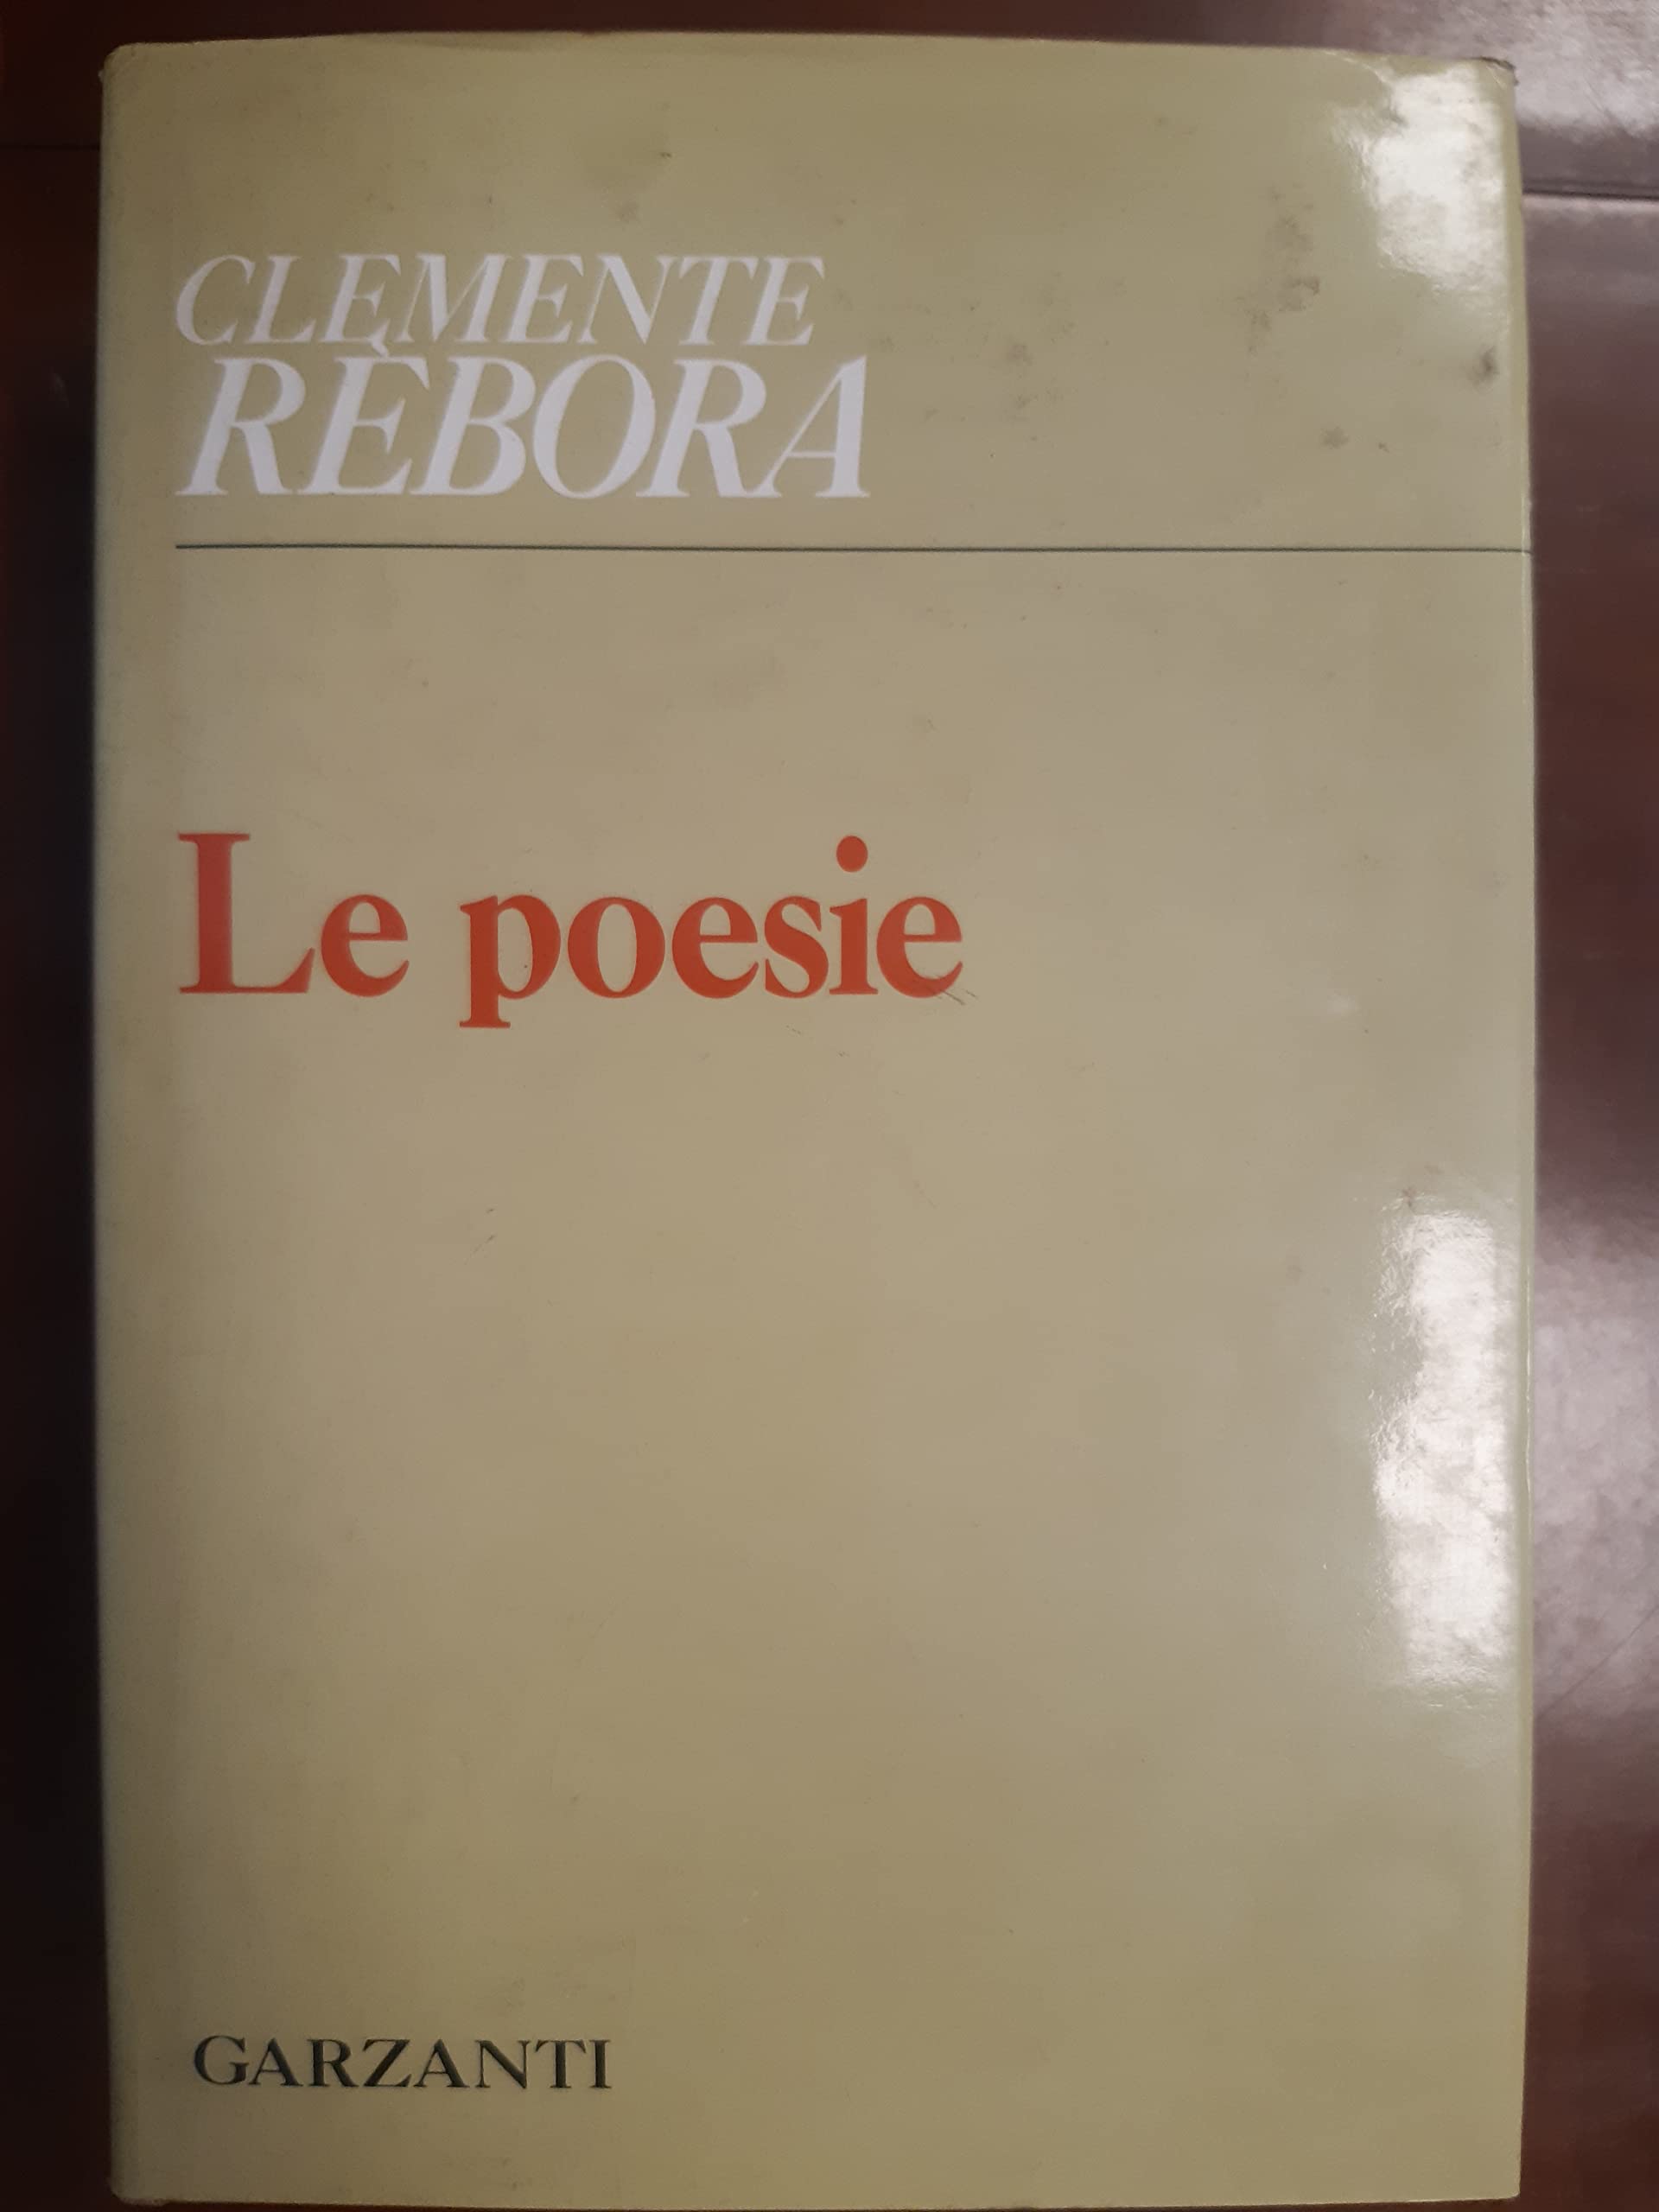 CLEMENTE
RÈBORA
Le poesie
GARZANTI